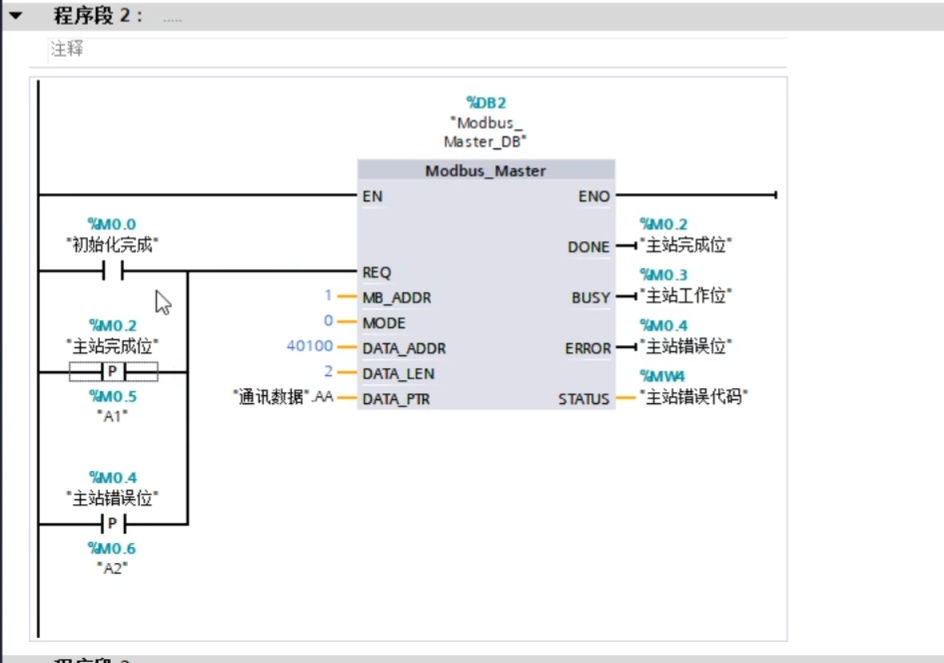 程序段 2： .....
注释
%DB2
"Modbus_
Master_DB"
Modbus_Master
EN ENO
%M0.0
"初始化完成"
%M0.2
"主站完成位"
DONE
REQ
%M0.3
1 MB_ADDR BUSY "主站工作位"
0 MODE
%M0.2
"主站完成位"
P
%M0.5
"A1"
%M0.4
40100 DATA_ADDR ERROR "主站错误位"
2 DATA_LEN
%MW4
"通讯数据".AA DATA_PTR STATUS "主站错误代码"
%M0.4
"主站错误位"
P
%M0.6
"A2"